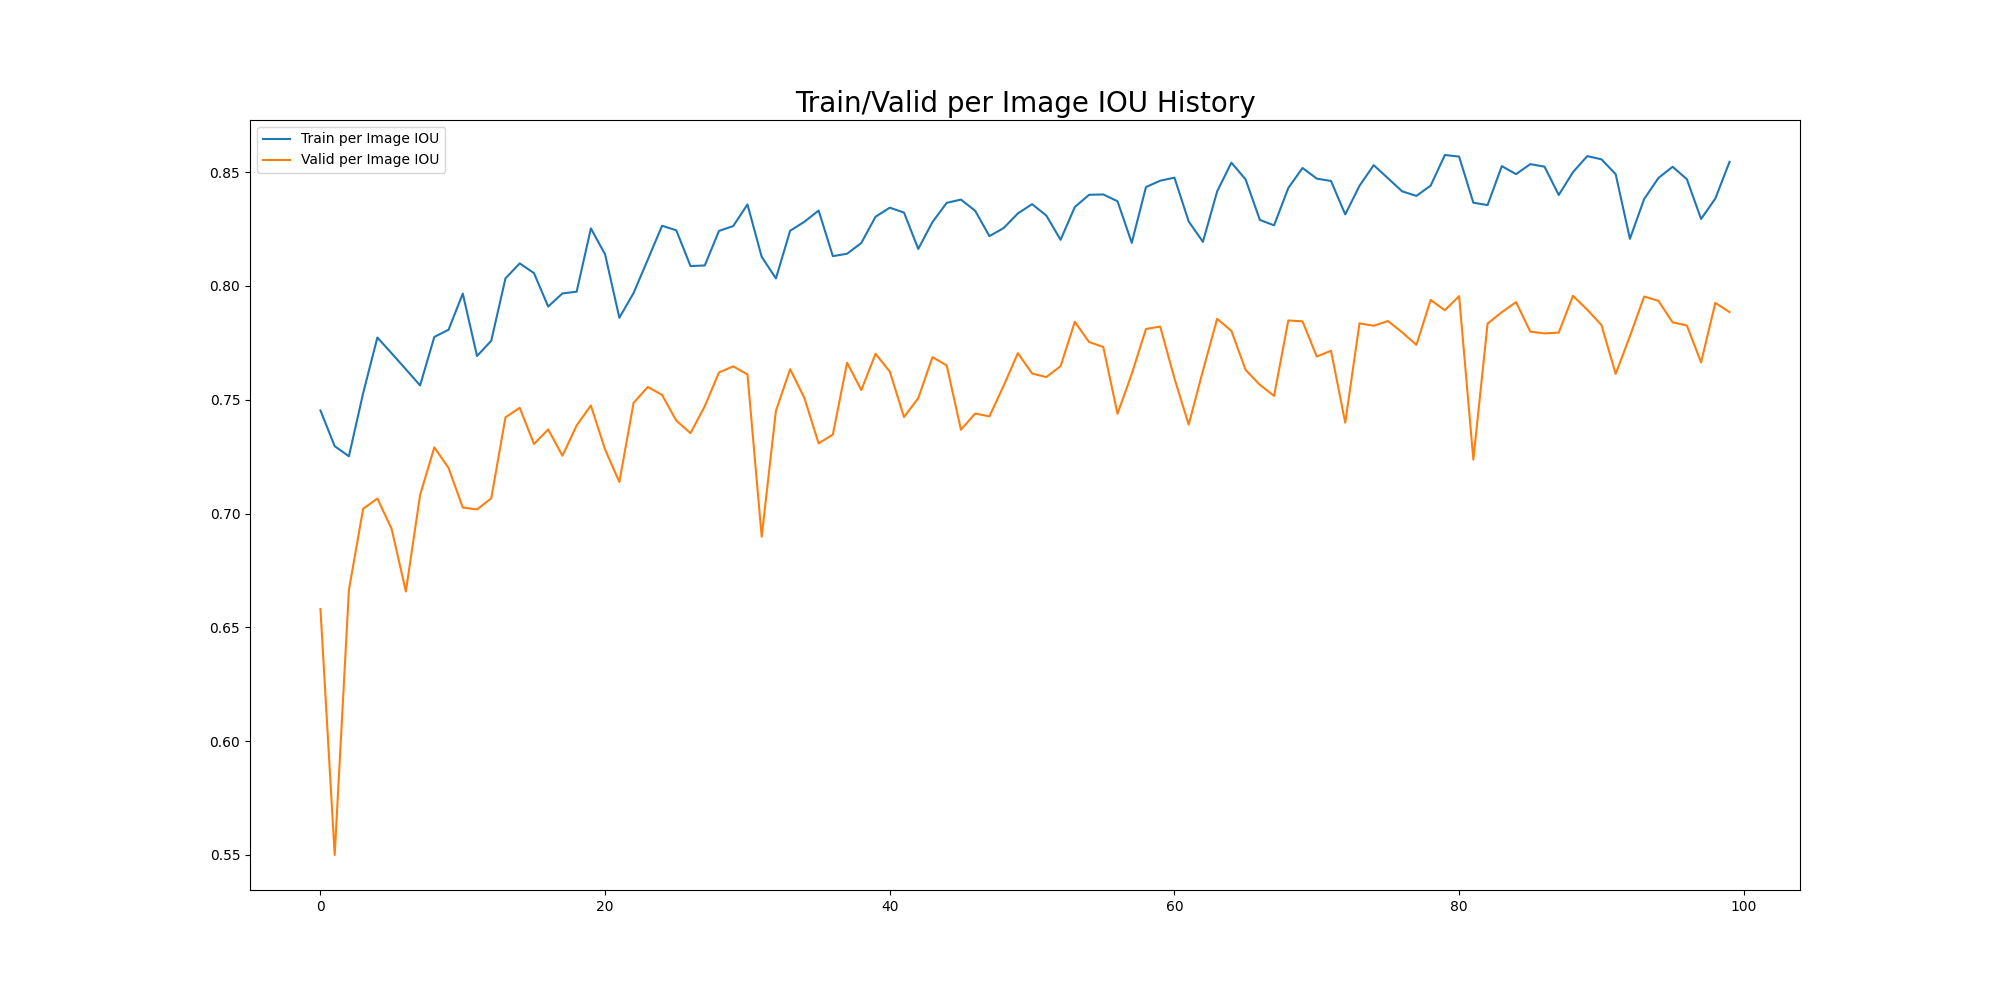 Train/Valid per Image IOU History
Train per Image IOU
Valid per Image IOU
0.85
0.80
0.75
0.70
0.65
0.60
0.55
0 20 40 60 80 100